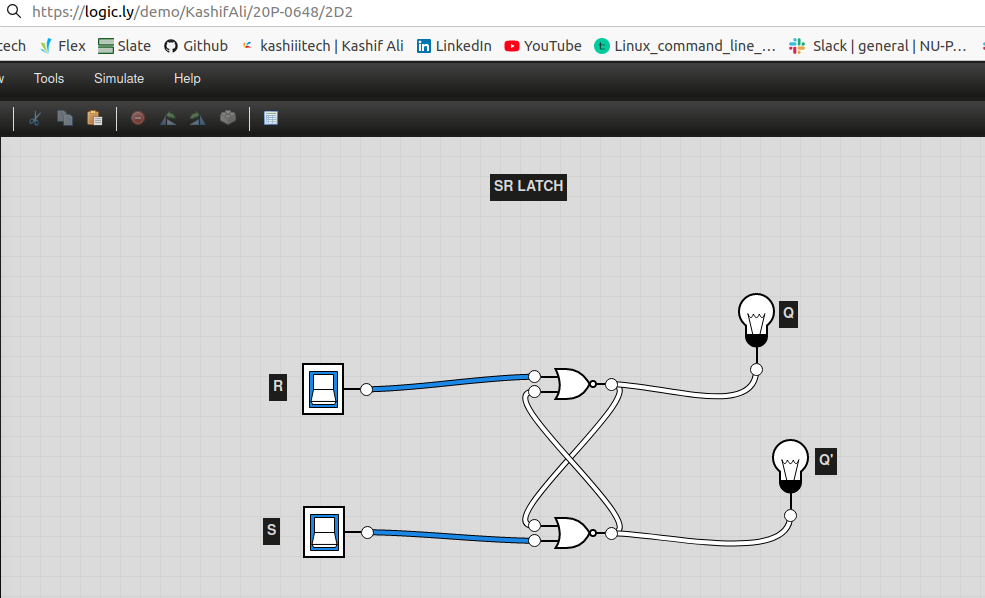 https://logic.ly/demo/KashifAli/20P-0648/2D2
tech Flex Slate Github kashiiitech | Kashif Ali LinkedIn YouTube Linux_command_line_... Slack | general | NU-P...
w Tools Simulate Help
SR LATCH
Q
R
Q'
S